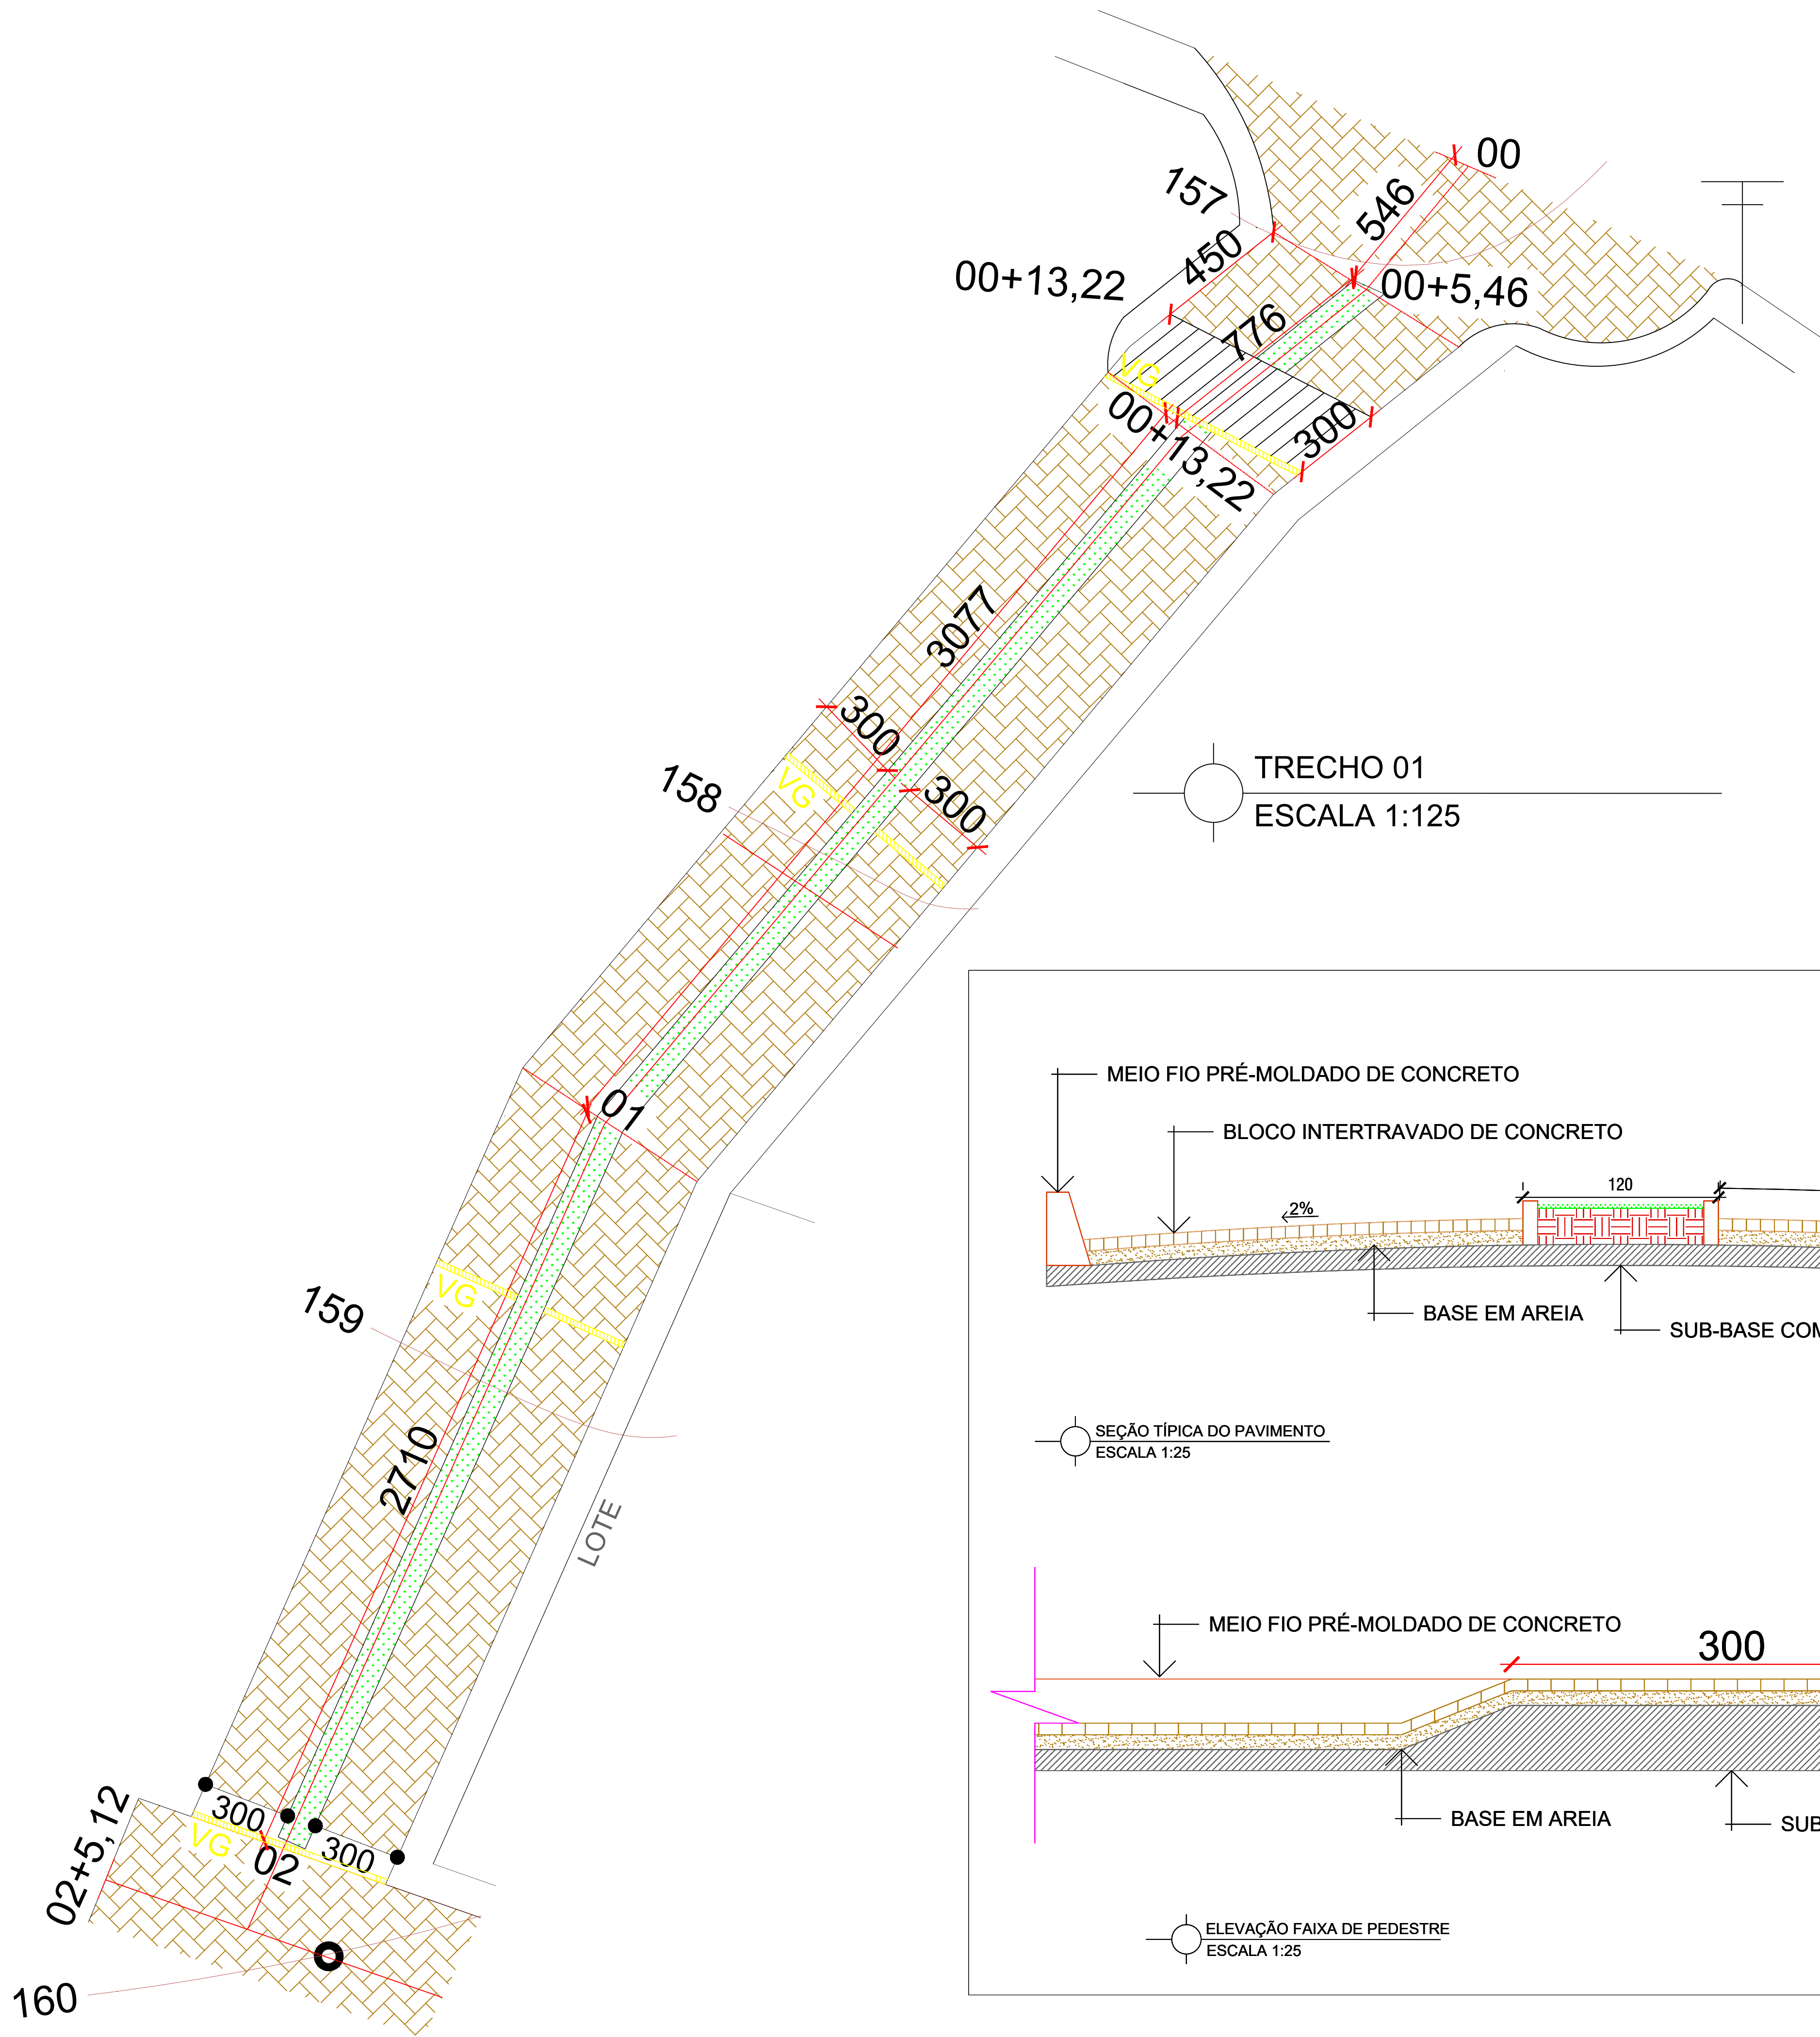 00
157
546
450
00+13,22
00+5,46
776
VG
00+13,22
300
3077
300
VG
158
300
TRECHO 01
ESCALA 1:125
01
MEIO FIO PRÉ-MOLDADO DE CONCRETO
BLOCO INTERTRAVADO DE CONCRETO
120
2%
BASE EM AREIA
SUB-BASE COM
VG
159
SEÇÃO TÍPICA DO PAVIMENTO
ESCALA 1:25
2710
LOTE
MEIO FIO PRÉ-MOLDADO DE CONCRETO
300
BASE EM AREIA
SUB
02+5,12
300
VG
300
02
ELEVAÇÃO FAIXA DE PEDESTRE
ESCALA 1:25
160